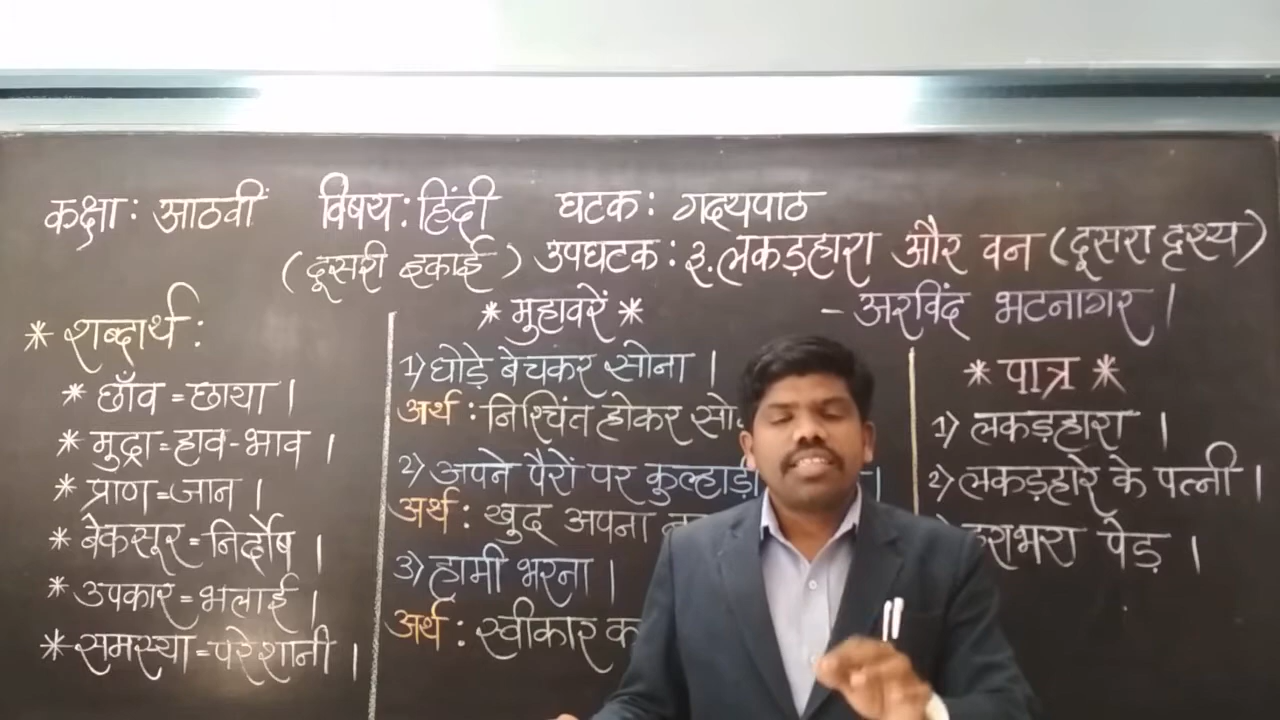 कक्षा: आठवीं विषय: हिंदी घटक: गद्यपाठ
(दूसरी इकाई) उपघटक: ३. लकड़हारा और वन (दूसरा दृश्य)
- अरविंद भटनागर।
* शब्दार्थ:
* छाँव = छाया।
* मुद्रा = हाव-भाव।
* प्राण = जान।
* बेकसूर = निर्दोष।
* उपकार = भलाई।
* समस्या = परेशानी।
* मुहावरें *
1) घोड़े बेचकर सोना।
अर्थ: निश्चिंत होकर
2) अपने पैरों पर कुल्हाड़ी
अर्थ: खुद अपना
3) हामी भरना।
अर्थ: स्वीकार
* पात्र *
1) लकड़हारा।
2) लकड़हारे के पत्नी।
पेड़।